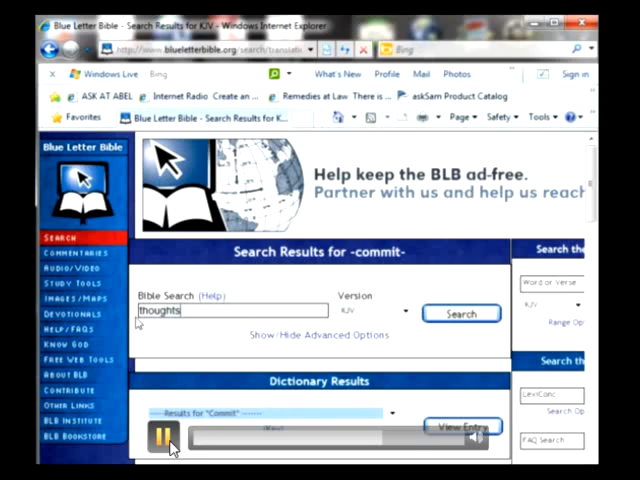 Blue Letter Bible - Search Results for KJV - Windows Internet Explorer
http://www.blueletterbible.org/search/translati
Bing
Windows Live Bing What's New Profile Mail Photos Sign in
ASK AT ABEL Internet Radio Create an ... Remedies at Law There is ... askSam Product Catalog
Favorites Blue Letter Bible - Search Results for K... Page Safety Tools
Blue Letter Bible
Help keep the BLB ad-free.
Partner with us and help us reach
SEARCH
COMMENTARIES
AUDIO/VIDEO
STUDY TOOLS
IMAGES/MAPS
DEVOTIONALS
HELP/FAQS
KNOW GOD
FREE WEB TOOLS
ABOUT BLB
CONTRIBUTE
OTHER LINKS
BLB INSTITUTE
BLB BOOKSTORE
Search Results for -commit-
Bible Search (Help) Version
thoughts KJV Search
Show/Hide Advanced Options
Dictionary Results
-----Results for "Commit" -------
View Entry
Search the
Word or Verse
KJV
Range Op
Search th
LexiConc
Search Op
FAQ Search